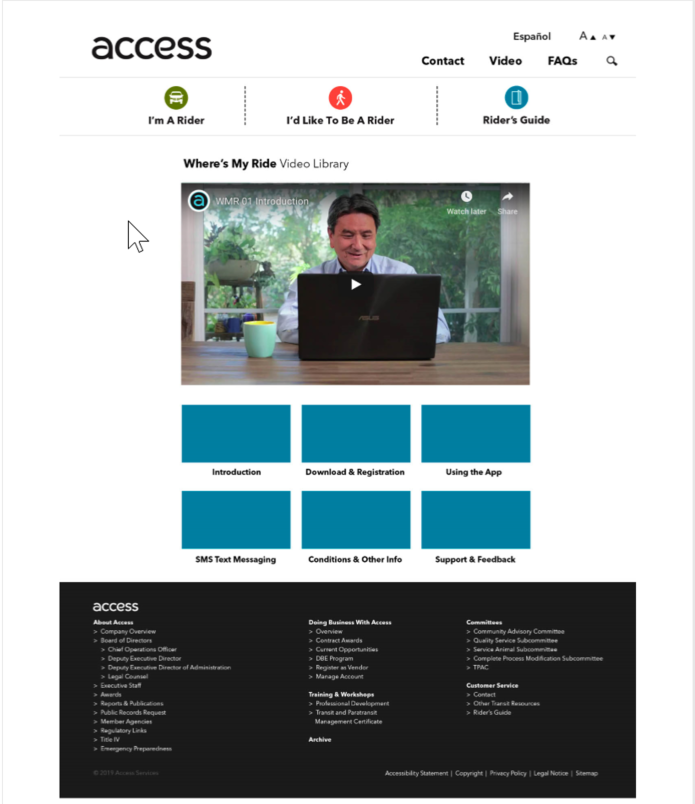 Español A A
access
Contact Video FAQs
I'm A Rider I'd Like To Be A Rider Rider's Guide
Where's My Ride Video Library
a WMR 01 Introduction
Watch later Share
ASUS
Introduction Download & Registration Using the App
SMS Text Messaging Conditions & Other Info Support & Feedback
access
About Access
> Company Overview
> Board of Directors
> Chief Operations Officer
> Deputy Executive Director
> Deputy Executive Director of Administration
> Legal Counsel
> Executive Staff
> Awards
> Reports & Publications
> Public Records Request
> Member Agencies
> Regulatory Links
> Title IV
> Emergency Preparedness
Doing Business With Access
> Overview
> Contract Awards
> Current Opportunities
> DBE Program
> Register as Vendor
> Manage Account
Training & Workshops
> Professional Development
> Transit and Paratransit
Management Certificate
Archive
Committees
> Community Advisory Committee
> Quality Service Subcommittee
> Service Animal Subcommittee
> Complete Process Modification Subcommittee
> TPAC
Customer Service
> Contact
> Other Transit Resources
> Rider's Guide
© 2019 Access Services
Accessibility Statement | Copyright | Privacy Policy | Legal Notice | Sitemap